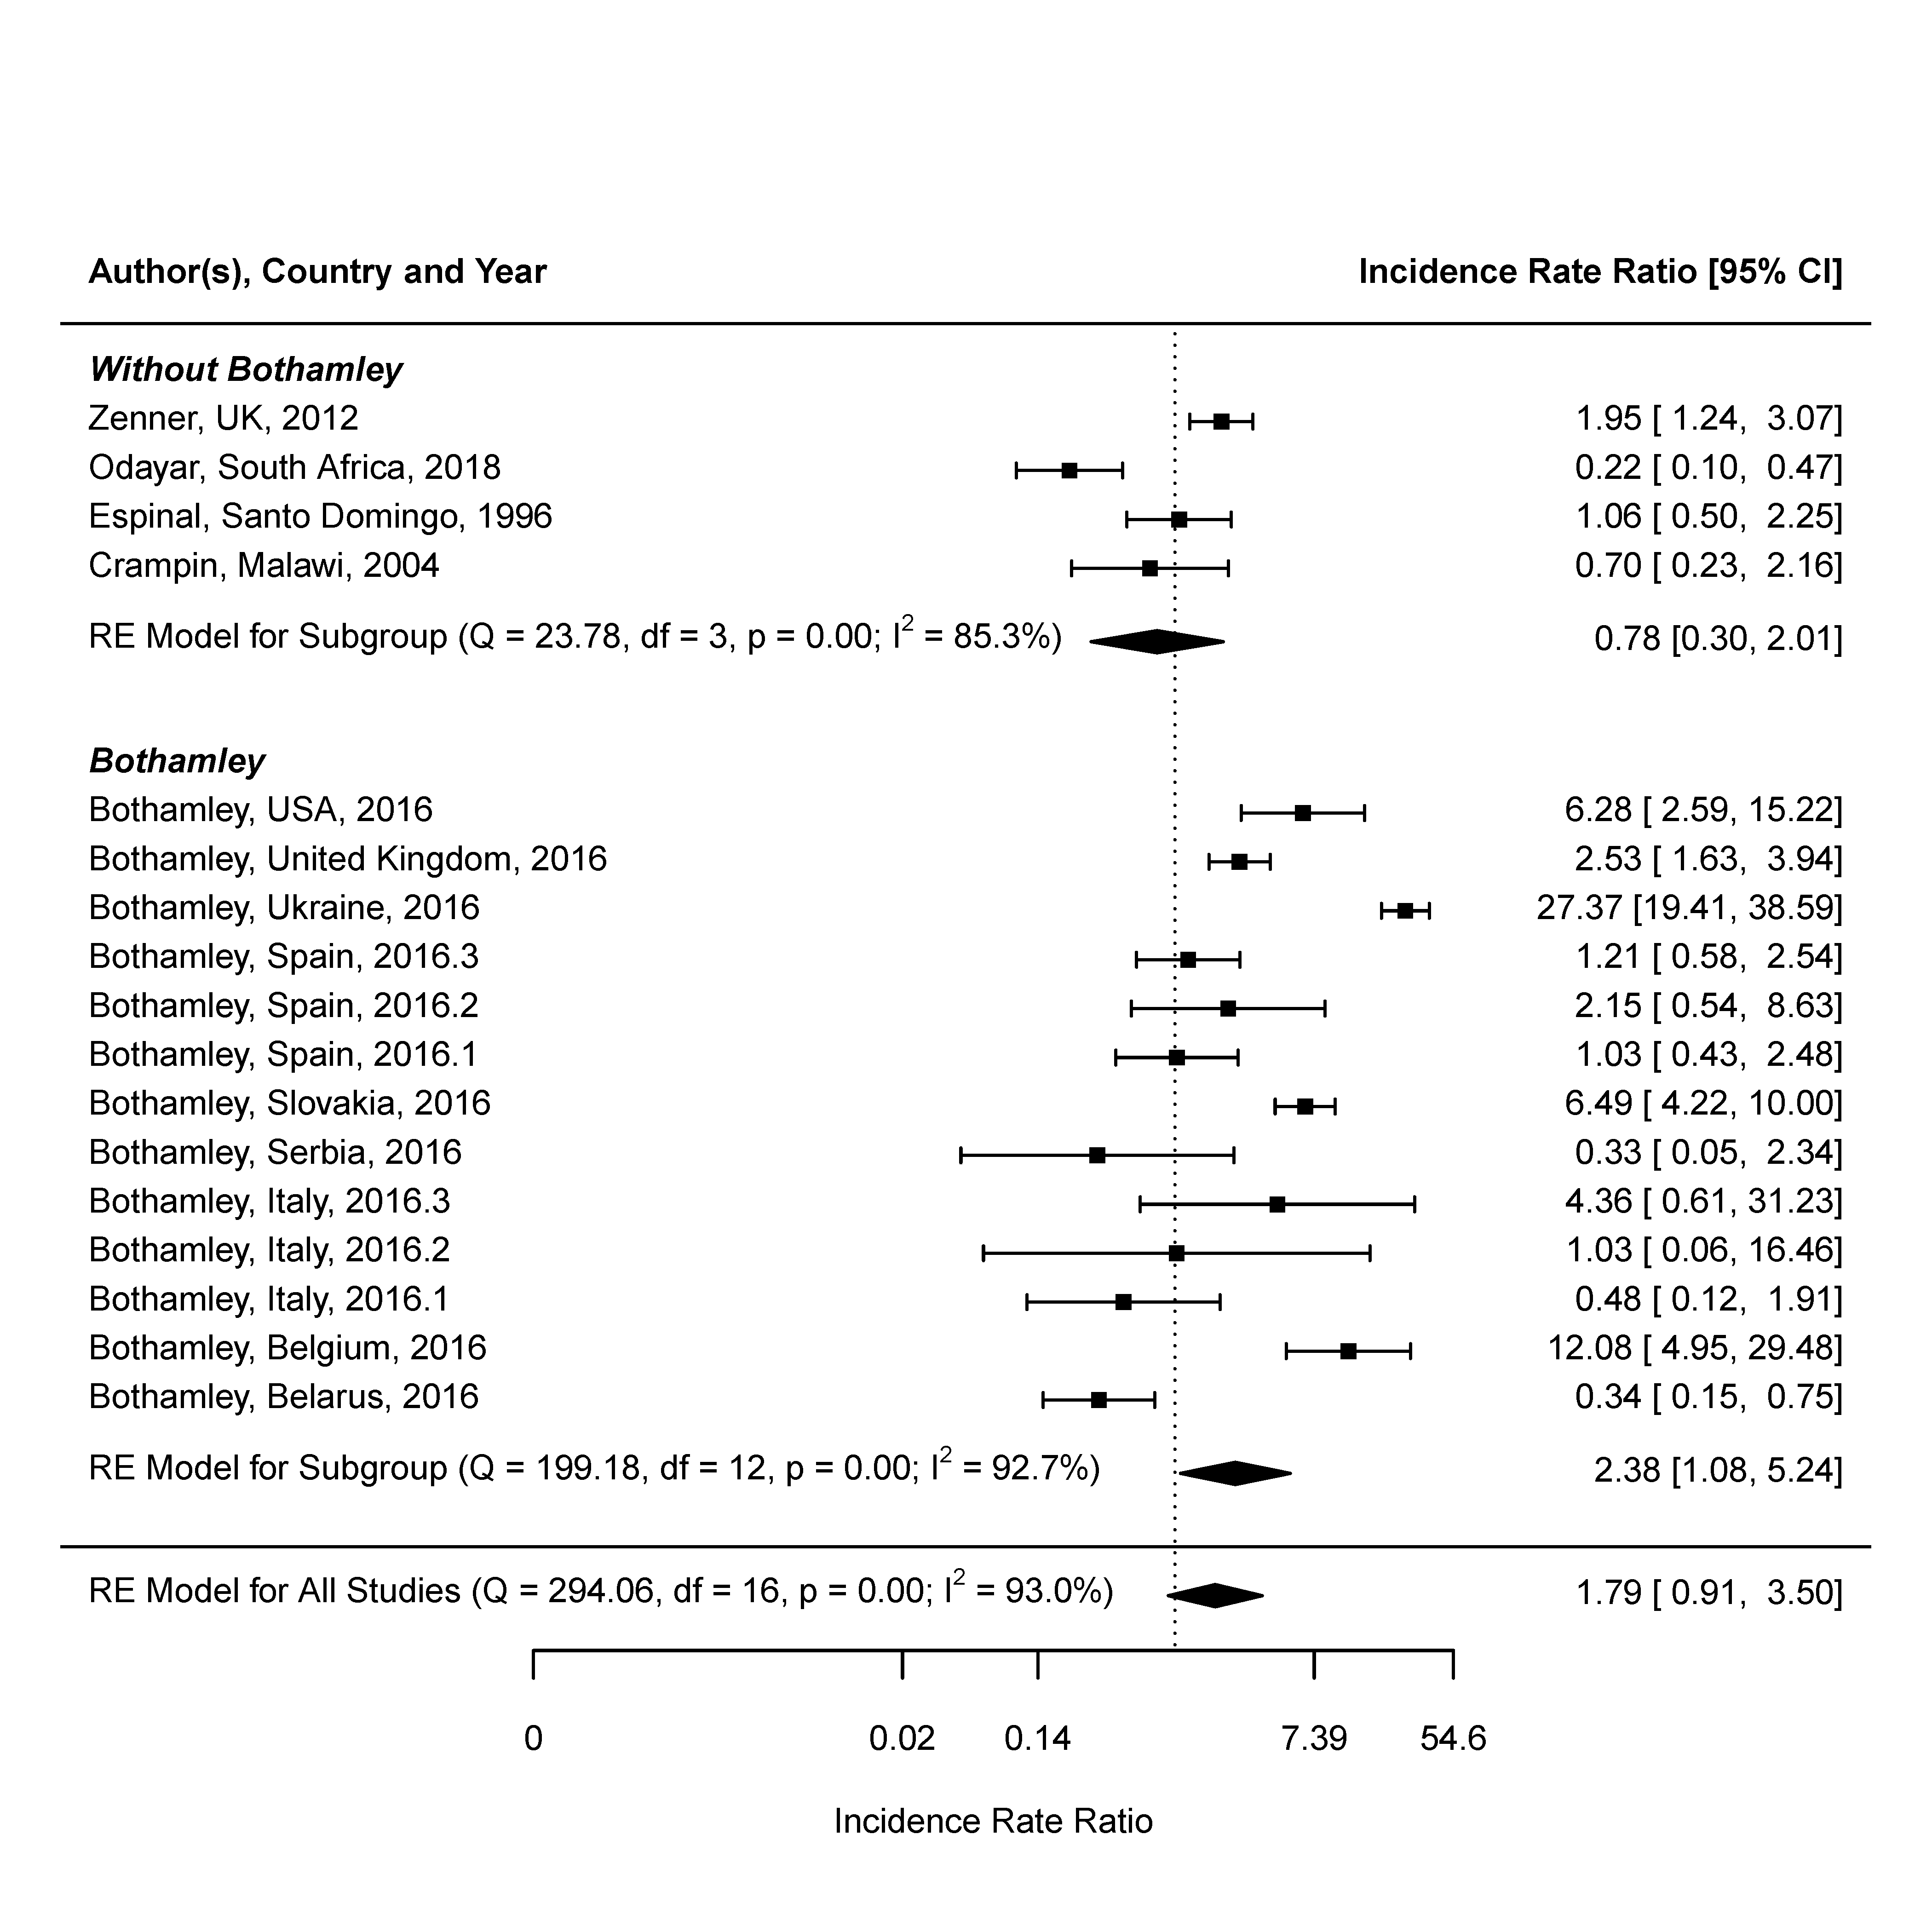 Author(s), Country and Year Incidence Rate Ratio [95% CI]
Without Bothamley
Zenner, UK, 2012 1.95 [ 1.24, 3.07]
Odayar, South Africa, 2018 0.22 [ 0.10, 0.47]
Espinal, Santo Domingo, 1996 1.06 [ 0.50, 2.25]
Crampin, Malawi, 2004 0.70 [ 0.23, 2.16]
RE Model for Subgroup (Q = 23.78, df = 3, p = 0.00; I² = 85.3%) 0.78 [0.30, 2.01]
Bothamley
Bothamley, USA, 2016 6.28 [ 2.59, 15.22]
Bothamley, United Kingdom, 2016 2.53 [ 1.63, 3.94]
Bothamley, Ukraine, 2016 27.37 [19.41, 38.59]
Bothamley, Spain, 2016.3 1.21 [ 0.58, 2.54]
Bothamley, Spain, 2016.2 2.15 [ 0.54, 8.63]
Bothamley, Spain, 2016.1 1.03 [ 0.43, 2.48]
Bothamley, Slovakia, 2016 6.49 [ 4.22, 10.00]
Bothamley, Serbia, 2016 0.33 [ 0.05, 2.34]
Bothamley, Italy, 2016.3 4.36 [ 0.61, 31.23]
Bothamley, Italy, 2016.2 1.03 [ 0.06, 16.46]
Bothamley, Italy, 2016.1 0.48 [ 0.12, 1.91]
Bothamley, Belgium, 2016 12.08 [ 4.95, 29.48]
Bothamley, Belarus, 2016 0.34 [ 0.15, 0.75]
RE Model for Subgroup (Q = 199.18, df = 12, p = 0.00; I² = 92.7%) 2.38 [1.08, 5.24]
RE Model for All Studies (Q = 294.06, df = 16, p = 0.00; I² = 93.0%) 1.79 [ 0.91, 3.50]
0 0.02 0.14 7.39 54.6
Incidence Rate Ratio